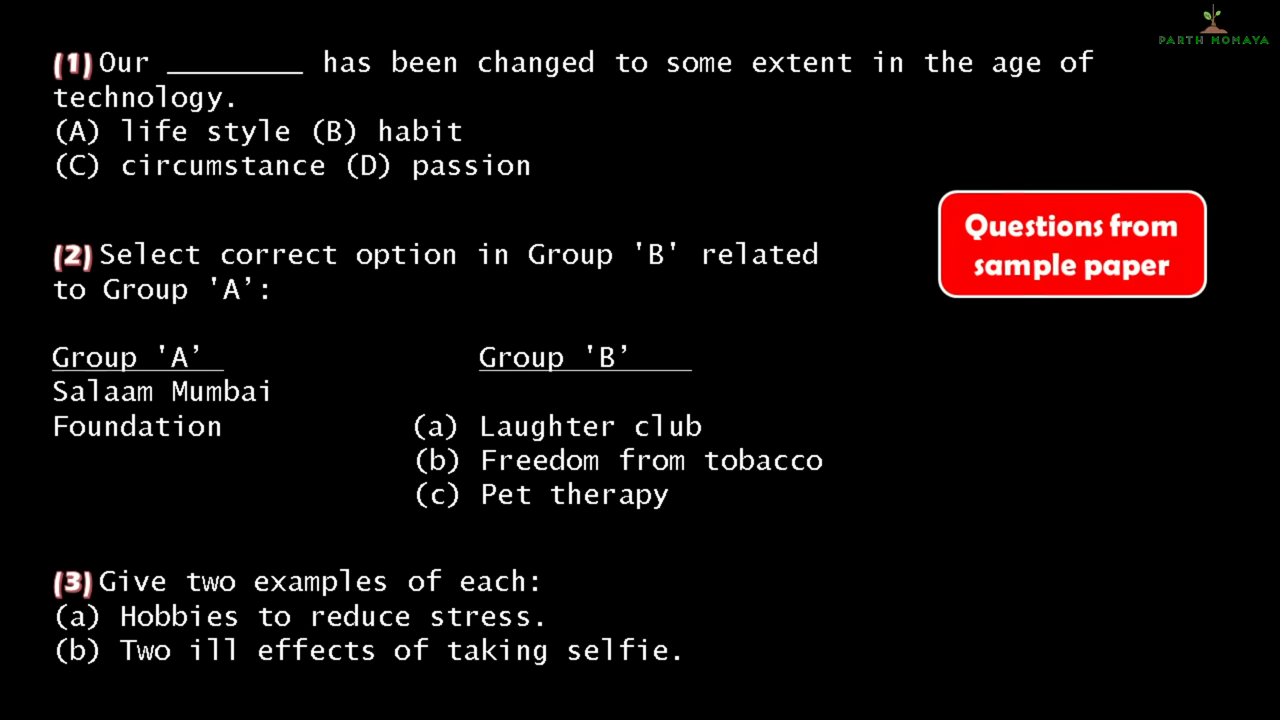 PARTH MOMAYA
(1) Our ________ has been changed to some extent in the age of
technology.
(A) life style (B) habit
(C) circumstance (D) passion
Questions from
sample paper
(2) Select correct option in Group 'B' related
to Group 'A’:
Group 'A’ Group 'B’
Salaam Mumbai
Foundation (a) Laughter club
(b) Freedom from tobacco
(c) Pet therapy
(3) Give two examples of each:
(a) Hobbies to reduce stress.
(b) Two ill effects of taking selfie.